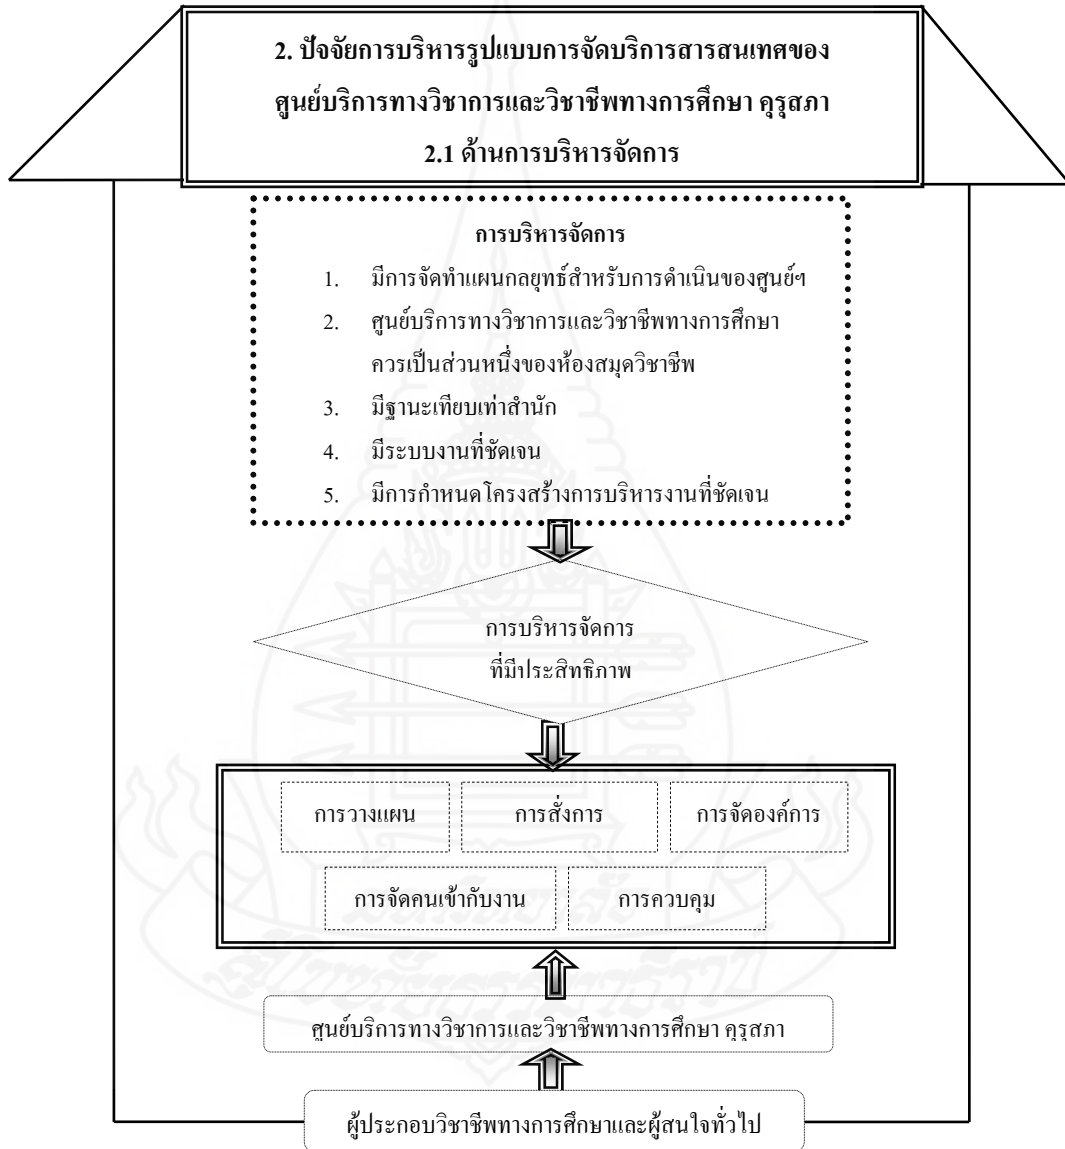 2. ปัจจัยการบริหารรูปแบบการจัดบริการสารสนเทศของ
ศูนย์บริการทางวิชาการและวิชาชีพทางการศึกษา คุรุสภา
2.1 ด้านการบริหารจัดการ
การบริหารจัดการ
1. มีการจัดทำแผนกลยุทธ์สำหรับการดำเนินของศูนย์ฯ
2. ศูนย์บริการทางวิชาการและวิชาชีพทางการศึกษา
ควรเป็นส่วนหนึ่งของห้องสมุดวิชาชีพ
3. มีฐานะเทียบเท่าสำนัก
4. มีระบบงานที่ชัดเจน
5. มีการกำหนดโครงสร้างการบริหารงานที่ชัดเจน
การบริหารจัดการ
ที่มีประสิทธิภาพ
การวางแผน การสั่งการ การจัดองค์การ
การจัดคนเข้ากับงาน การควบคุม
ศูนย์บริการทางวิชาการและวิชาชีพทางการศึกษา คุรุสภา
ผู้ประกอบวิชาชีพทางการศึกษาและผู้สนใจทั่วไป